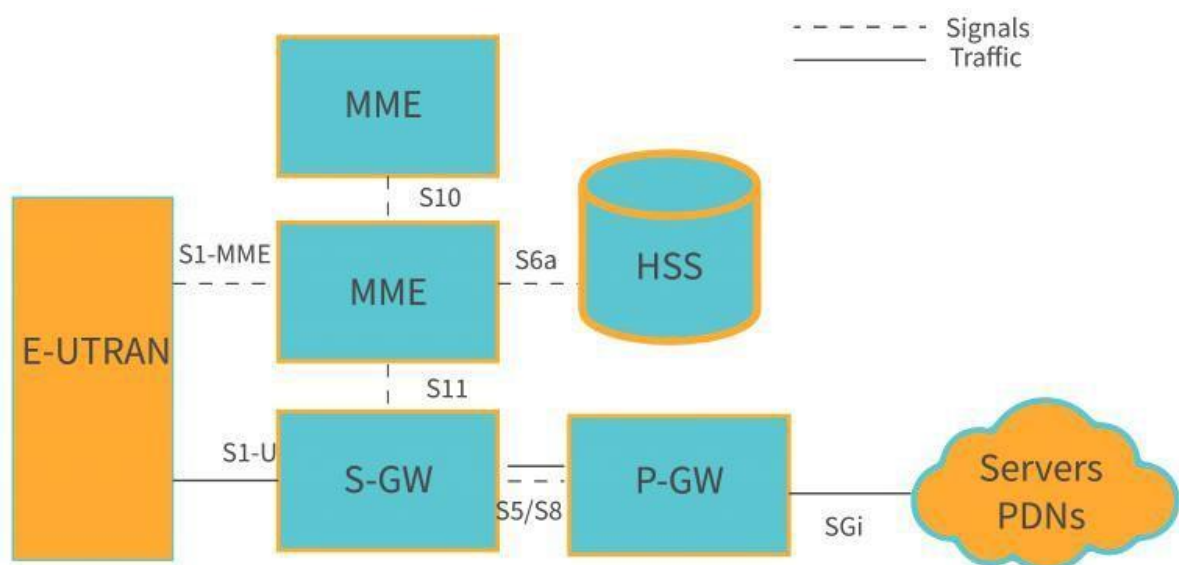 Signals
Traffic
MME
S10
S1-MME
MME
S6a
HSS
E-UTRAN
S11
S1-U
S-GW
S5/S8
P-GW
SGi
Servers
PDNs